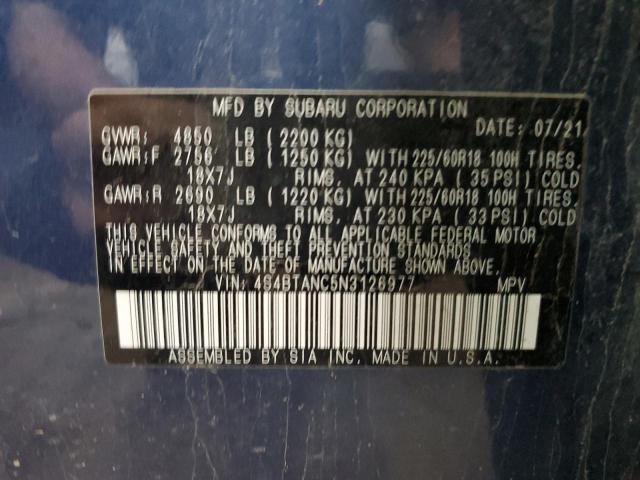 MFD BY SUBARU CORPORATION
DATE: 07/21
GVWR: 4850 LB (2200 KG)
GAWR:F 2756 LB (1250 KG) WITH 225/60R18 100H TIRES,
18X7J RIMS, AT 240 KPA (35 PSI) COLD
GAWR:R 2690 LB (1220 KG) WITH 225/60R18 100H TIRES,
18X7J RIMS, AT 230 KPA (33 PSI) COLD
THIS VEHICLE CONFORMS TO ALL APPLICABLE FEDERAL MOTOR
VEHICLE SAFETY AND THEFT PREVENTION STANDARDS
IN EFFECT ON THE DATE OF MANUFACTURE SHOWN ABOVE.
VIN: 4S4BTANC5N3126977 MPV
ASSEMBLED BY SIA INC. MADE IN U.S.A.